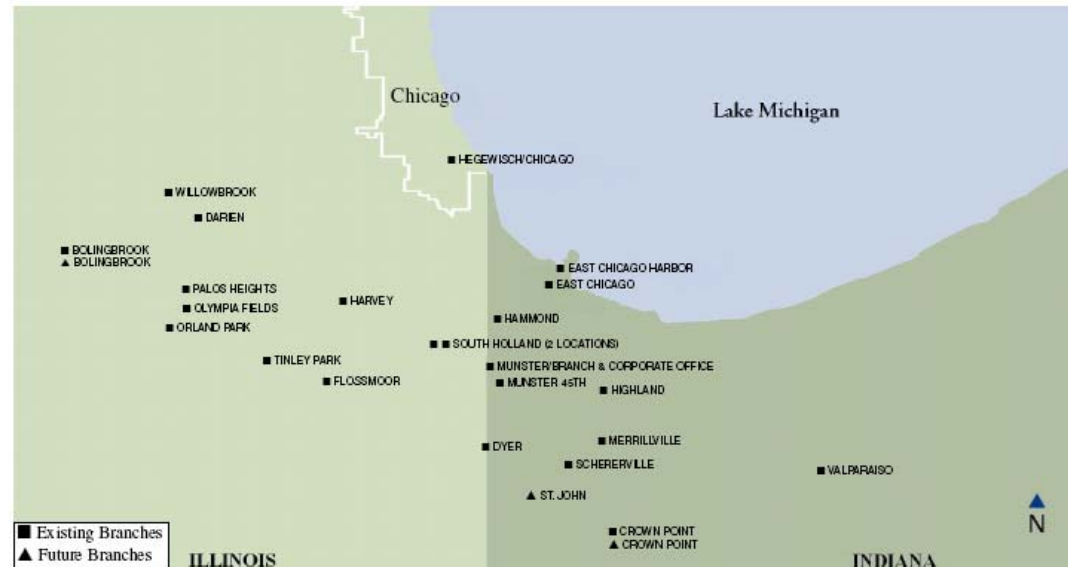 Chicago
Lake Michigan
HEGEWISCH/CHICAGO
WILLOWBROOK
DARIEN
BOLINGBROOK
BOLINGBROOK
EAST CHICAGO HARBOR
EAST CHICAGO
PALOS HEIGHTS
HARVEY
OLYMPIA FIELDS
HAMMOND
ORLAND PARK
SOUTH HOLLAND (2 LOCATIONS)
TINLEY PARK
MUNSTER/BRANCH & CORPORATE OFFICE
FLOSSMOOR
MUNSTER 45TH
HIGHLAND
DYER
MERRILLVILLE
SCHERERVILLE
VALPARAISO
ST. JOHN
N
CROWN POINT
CROWN POINT
Existing Branches
Future Branches
ILLINOIS
INDIANA